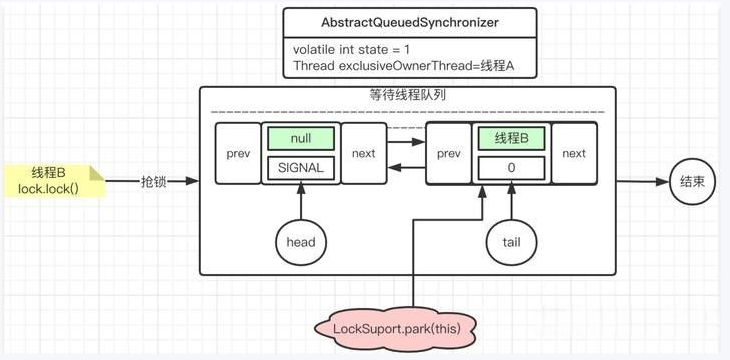 AbstractQueuedSynchronizer
volatile int state = 1
Thread exclusiveOwnerThread=线程A
等待线程队列
prev
null
SIGNAL
next
prev
线程B
0
next
线程B
lock.lock()
抢锁
结束
head
tail
LockSuport.park(this)